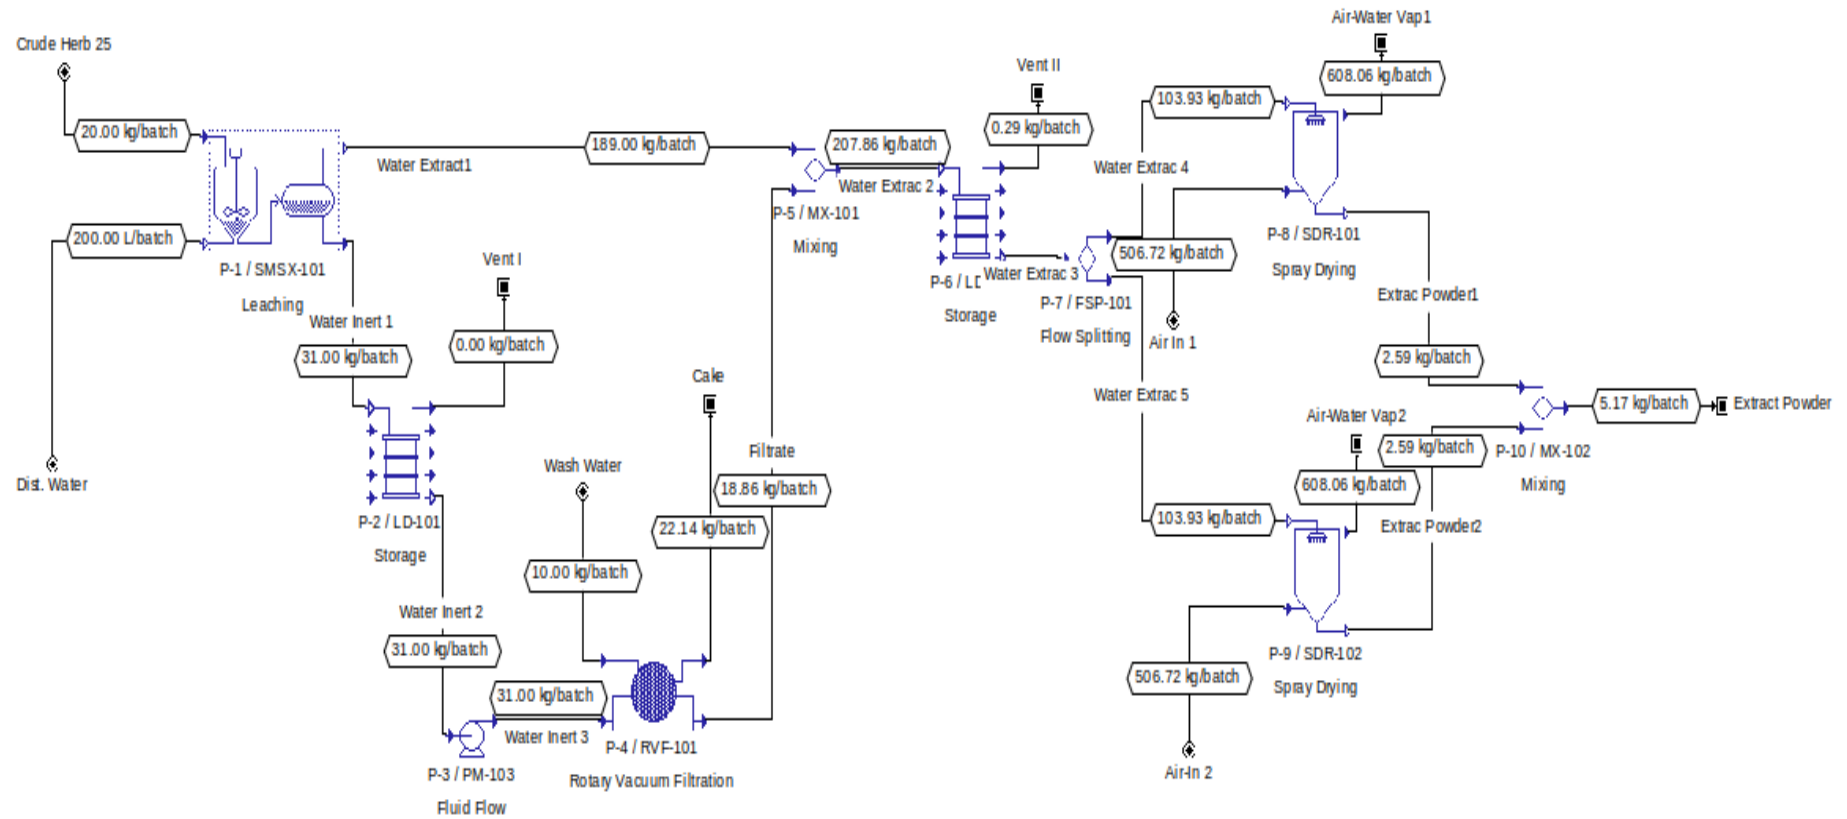 Crude Herb 25
20.00 kg/batch
200.00 L/batch
Dist. Water
P-1 / SMSX-101
Leaching
Water Extract1
189.00 kg/batch
Water Inert 1
31.00 kg/batch
Vent I
0.00 kg/batch
P-2 / LD-101
Storage
Water Inert 2
31.00 kg/batch
P-3 / PM-103
Fluid Flow
31.00 kg/batch
Water Inert 3
Wash Water
10.00 kg/batch
Cake
22.14 kg/batch
P-4 / RVF-101
Rotary Vacuum Filtration
Filtrate
18.86 kg/batch
P-5 / MX-101
Mixing
207.86 kg/batch
Water Extrac 2
Vent II
0.29 kg/batch
P-6 / LD
Storage
Water Extrac 3
P-7 / FSP-101
Flow Splitting
Water Extrac 4
103.93 kg/batch
506.72 kg/batch
Air In 1
Air-Water Vap1
608.06 kg/batch
P-8 / SDR-101
Spray Drying
Extrac Powder1
2.59 kg/batch
Water Extrac 5
103.93 kg/batch
Air-Water Vap2
608.06 kg/batch
P-9 / SDR-102
Spray Drying
506.72 kg/batch
Air-In 2
Extrac Powder2
2.59 kg/batch
P-10 / MX-102
Mixing
5.17 kg/batch
Extract Powder